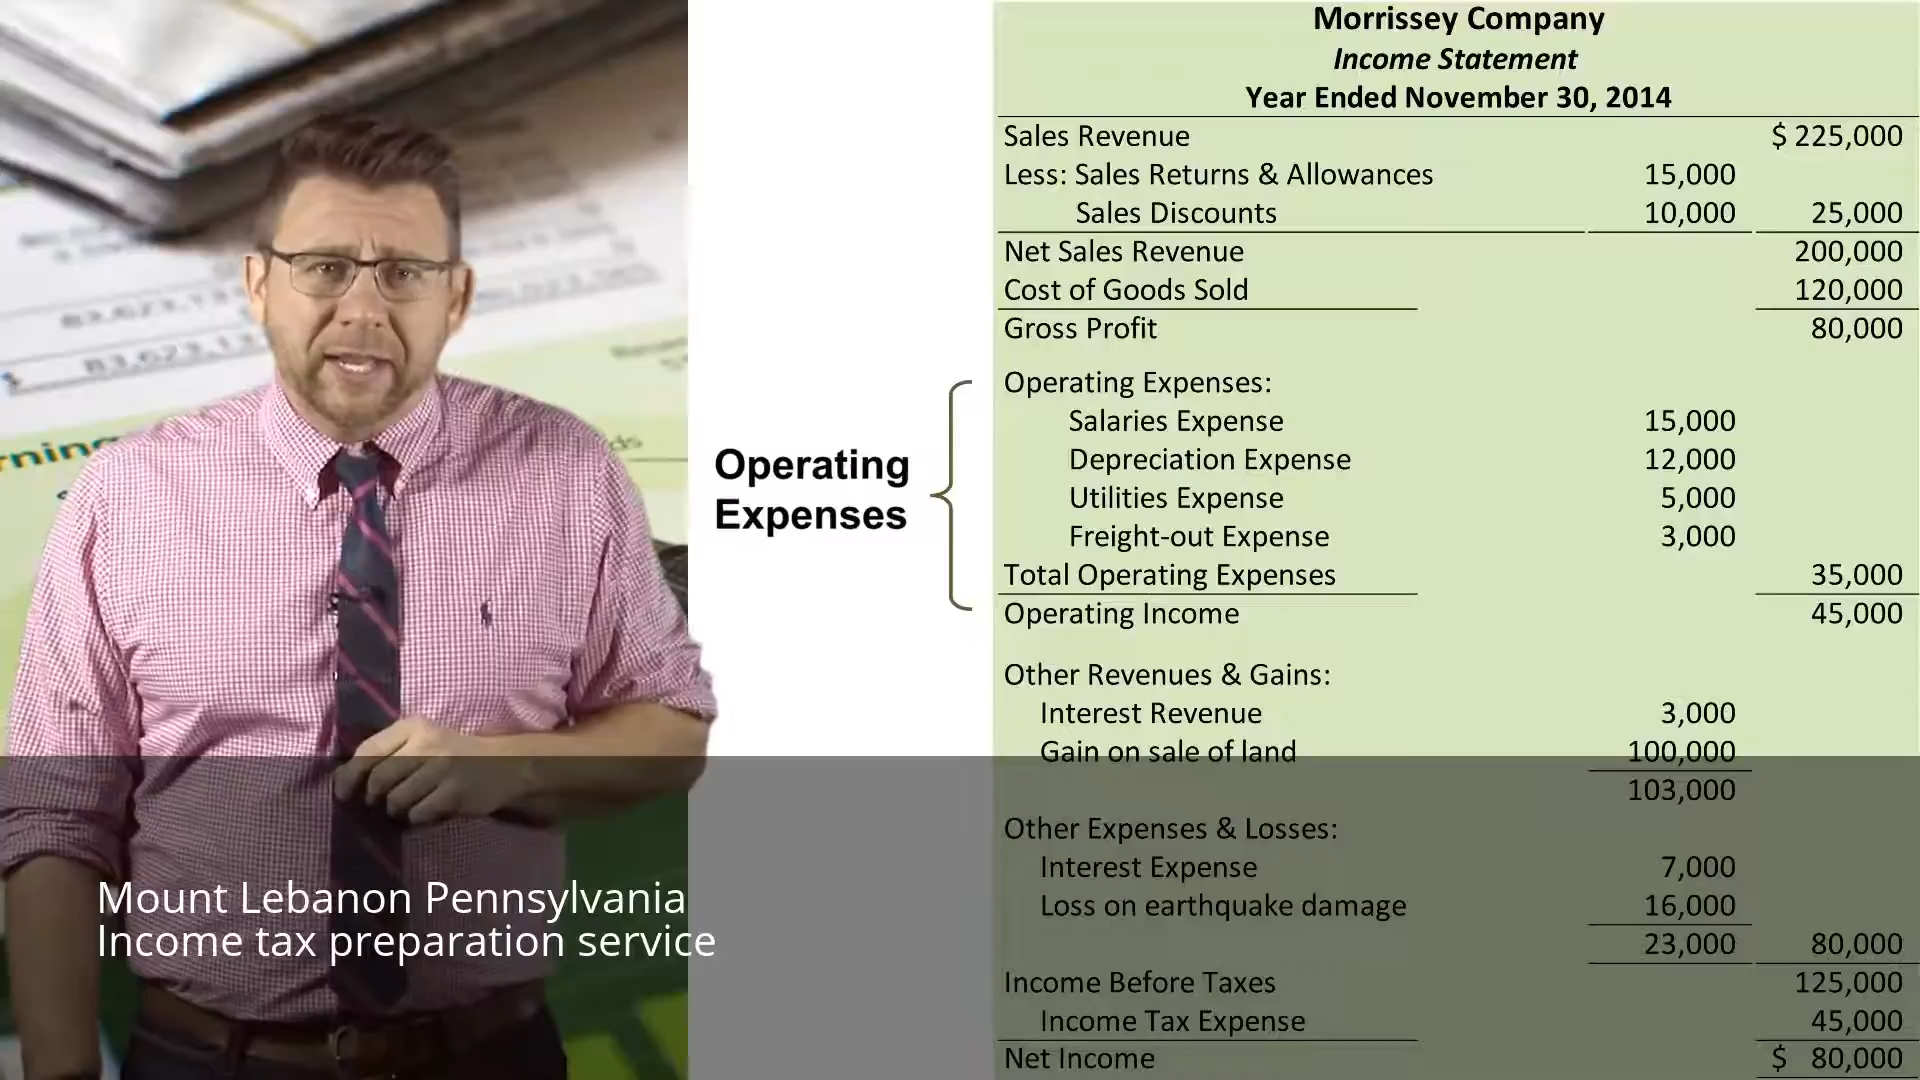 Morrissey Company
Income Statement
Year Ended November 30, 2014
Sales Revenue $ 225,000
Less: Sales Returns & Allowances 15,000
Sales Discounts 10,000 25,000
Net Sales Revenue 200,000
Cost of Goods Sold 120,000
Gross Profit 80,000
Operating Expenses:
Salaries Expense 15,000
Depreciation Expense 12,000
Utilities Expense 5,000
Freight-out Expense 3,000
Total Operating Expenses 35,000
Operating Income 45,000
Other Revenues & Gains:
Interest Revenue 3,000
Gain on sale of land 100,000
103,000
Other Expenses & Losses:
Interest Expense 7,000
Loss on earthquake damage 16,000
23,000 80,000
Income Before Taxes 125,000
Income Tax Expense 45,000
Net Income $ 80,000
Operating
Expenses
Mount Lebanon Pennsylvania
Income tax preparation service